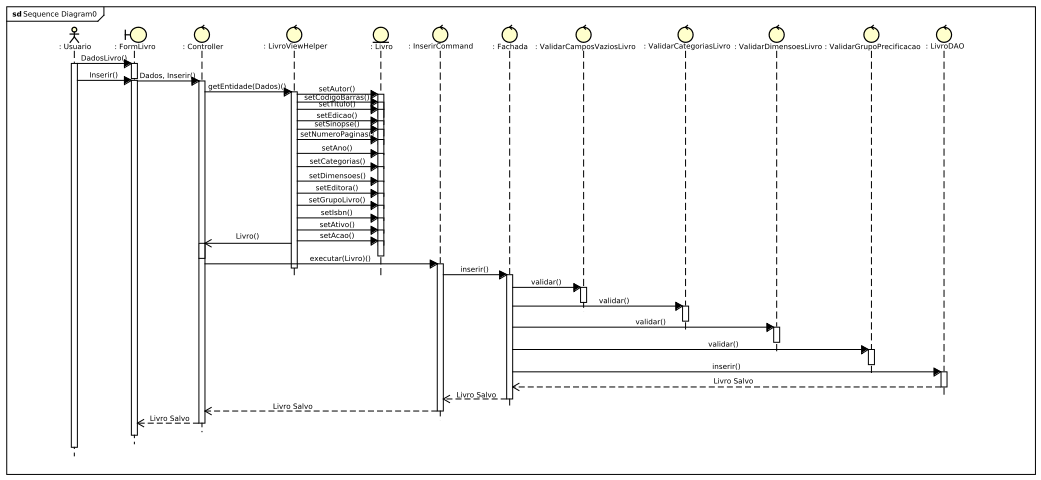 sd Sequence Diagram0
: Usuario
: FormLivro
: Controller
: LivroViewHelper
: Livro
: InserirCommand
: Fachada
: ValidarCamposVaziosLivro
: ValidarCategoriasLivro
: ValidarDimensoesLivro
: ValidarGrupoPrecificacao
: LivroDAO
DadosLivro()
Inserir()
Dados, Inserir()
getEntidade(Dados)()
setAutor()
setCodigoBarras()
setTitulo()
setEdicao()
setSinopse()
setNumeroPaginas()
setAno()
setCategorias()
setDimensoes()
setEditora()
setGrupoLivro()
setIsbn()
setAtivo()
setAcao()
Livro()
executar(Livro)()
inserir()
validar()
validar()
validar()
validar()
inserir()
Livro Salvo
Livro Salvo
Livro Salvo
Livro Salvo